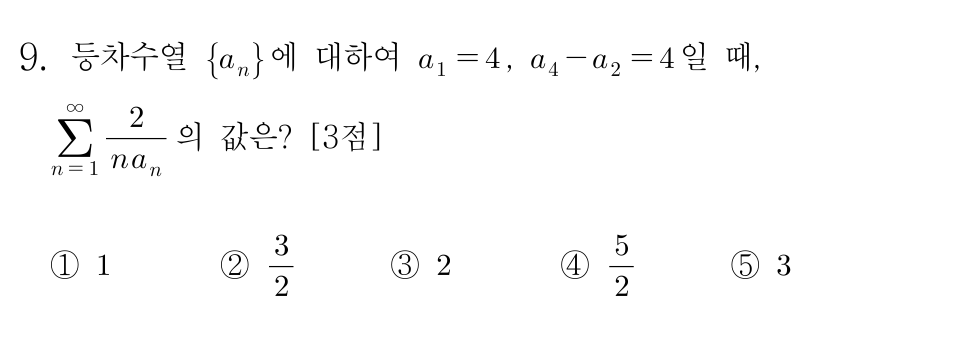 9. 등차수열 {aₙ}에 대하여 a₁=4, a₄-a₂=4일 때,
∑_{n=1}^{∞} 2/(naₙ) 의 값은? [3점]
① 1 ② 3/2 ③ 2 ④ 5/2 ⑤ 3